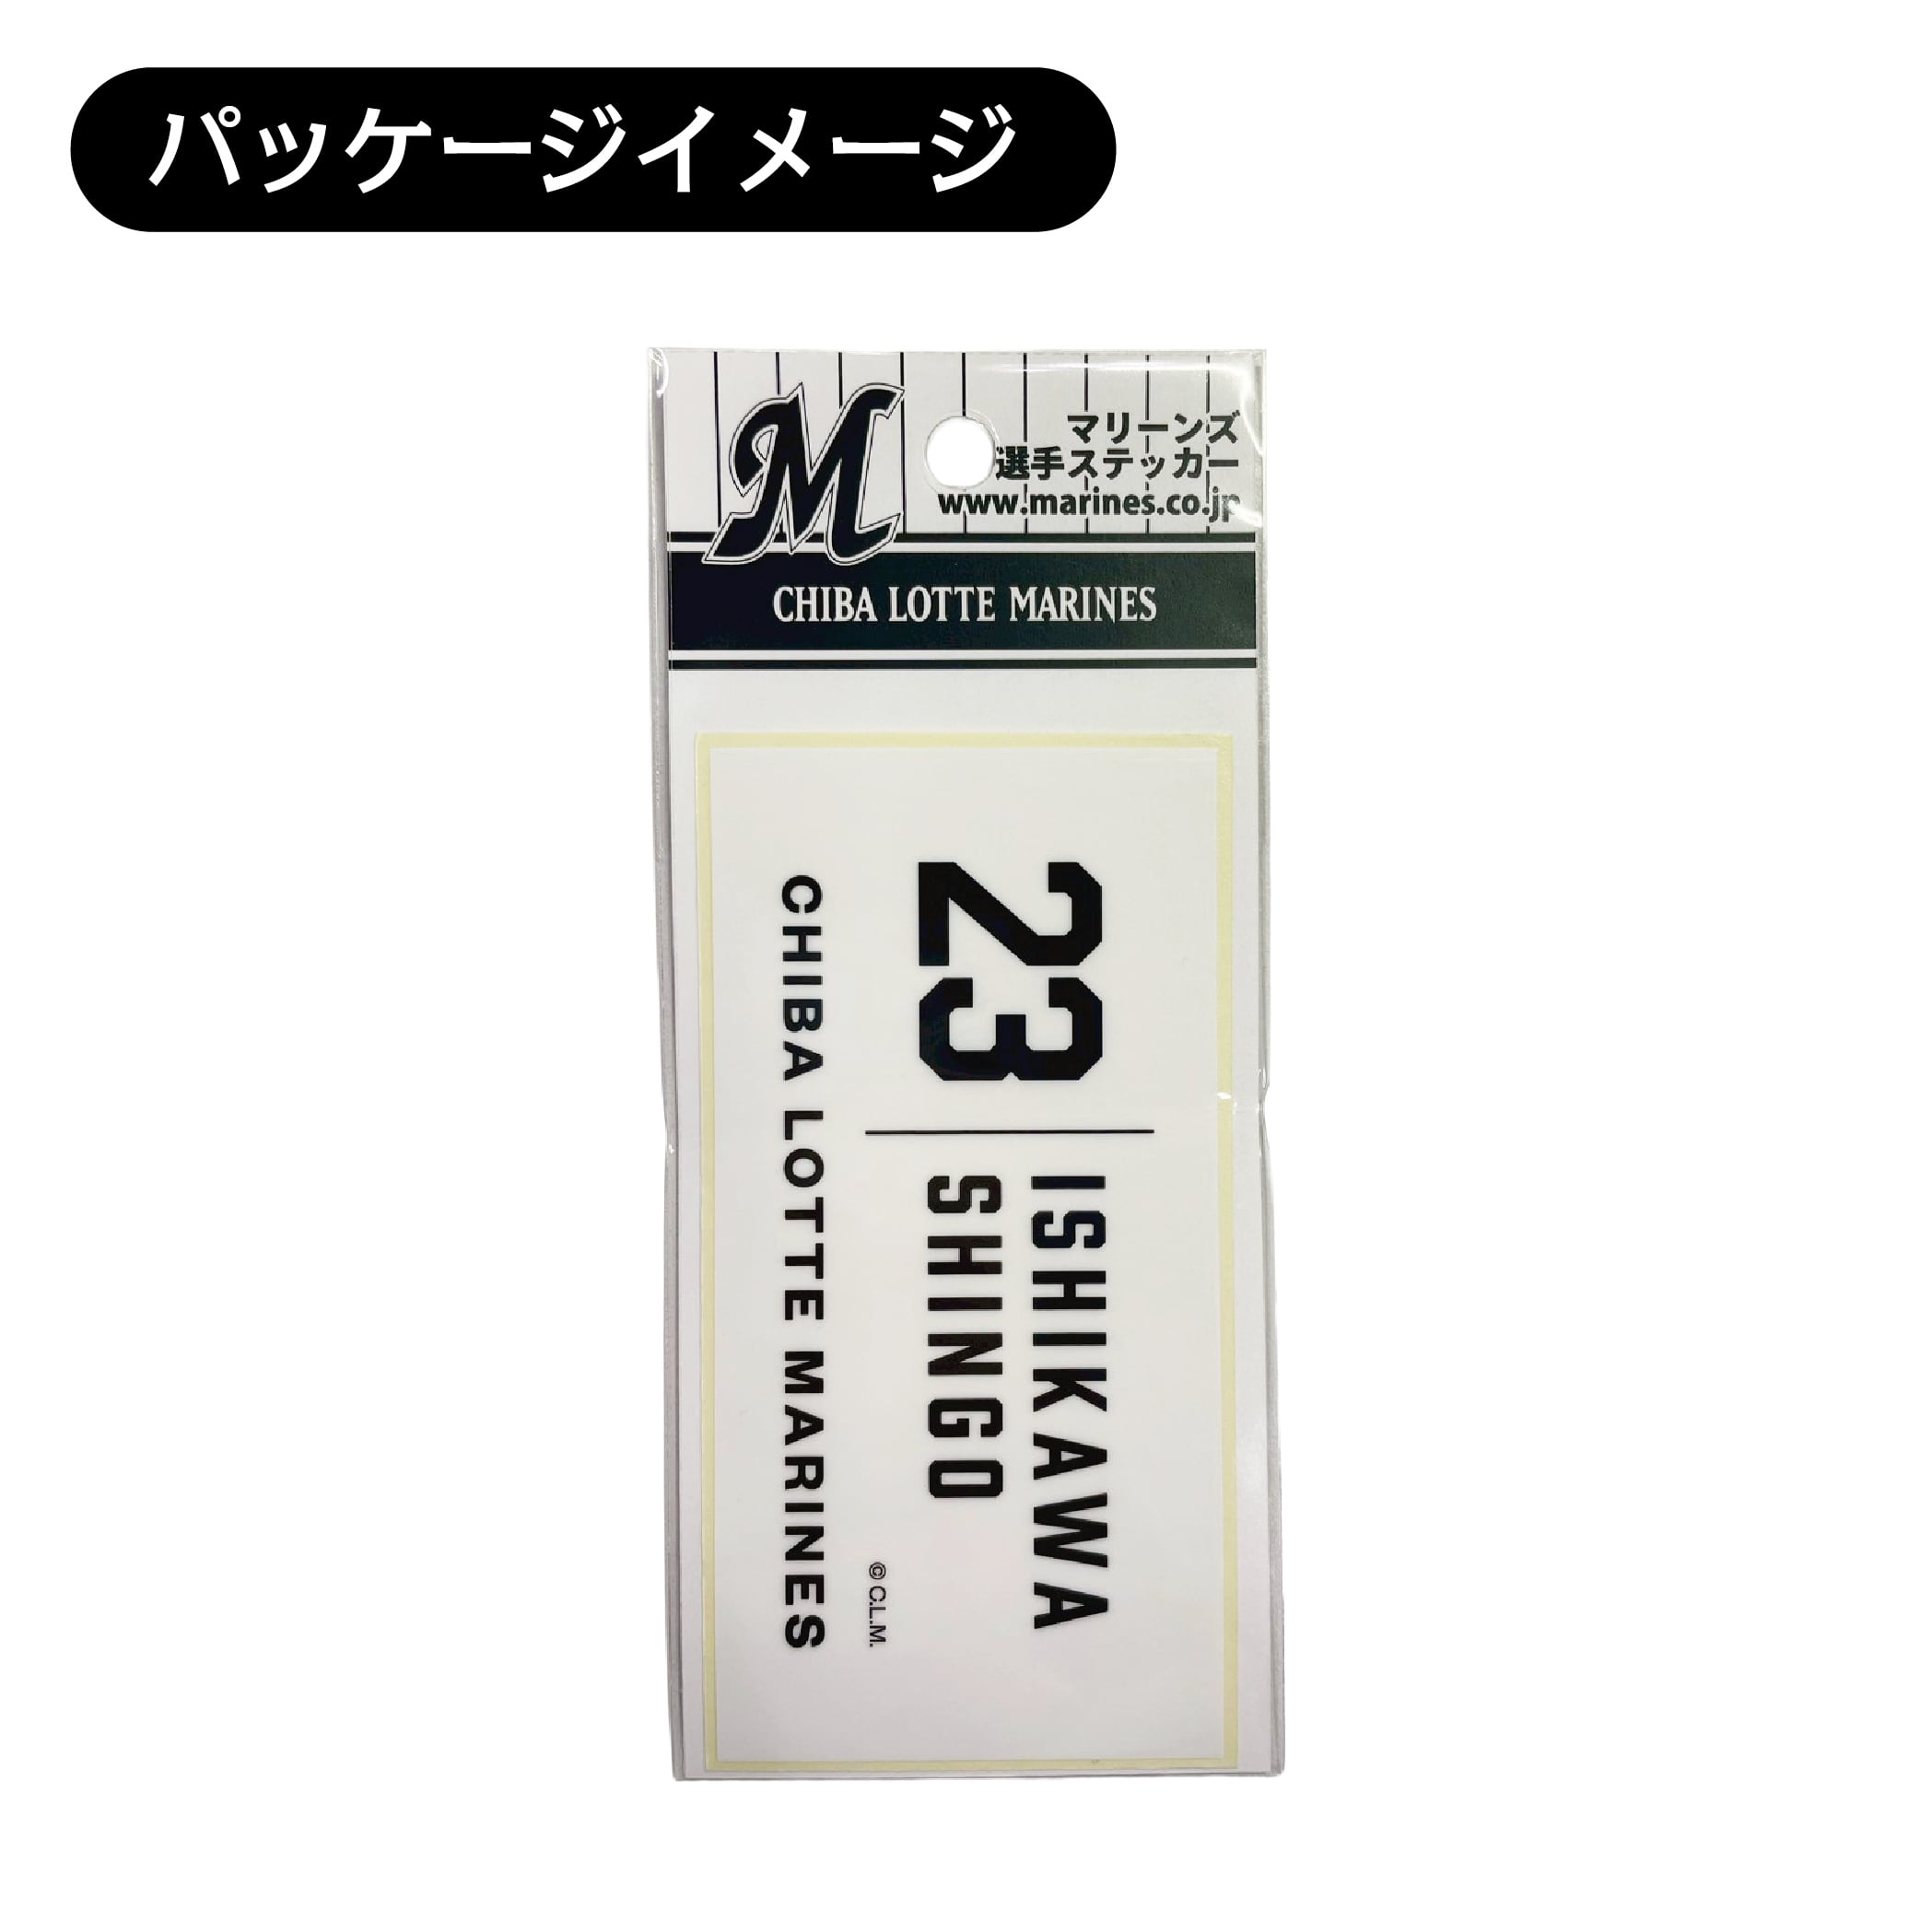 パッケージイメージ
M
マリーンズ
選手ステッカー
www.marines.co.jp
CHIBA LOTTE MARINES
23
ISHIKAWA
SHINGO
© C.L.M.
CHIBA LOTTE MARINES